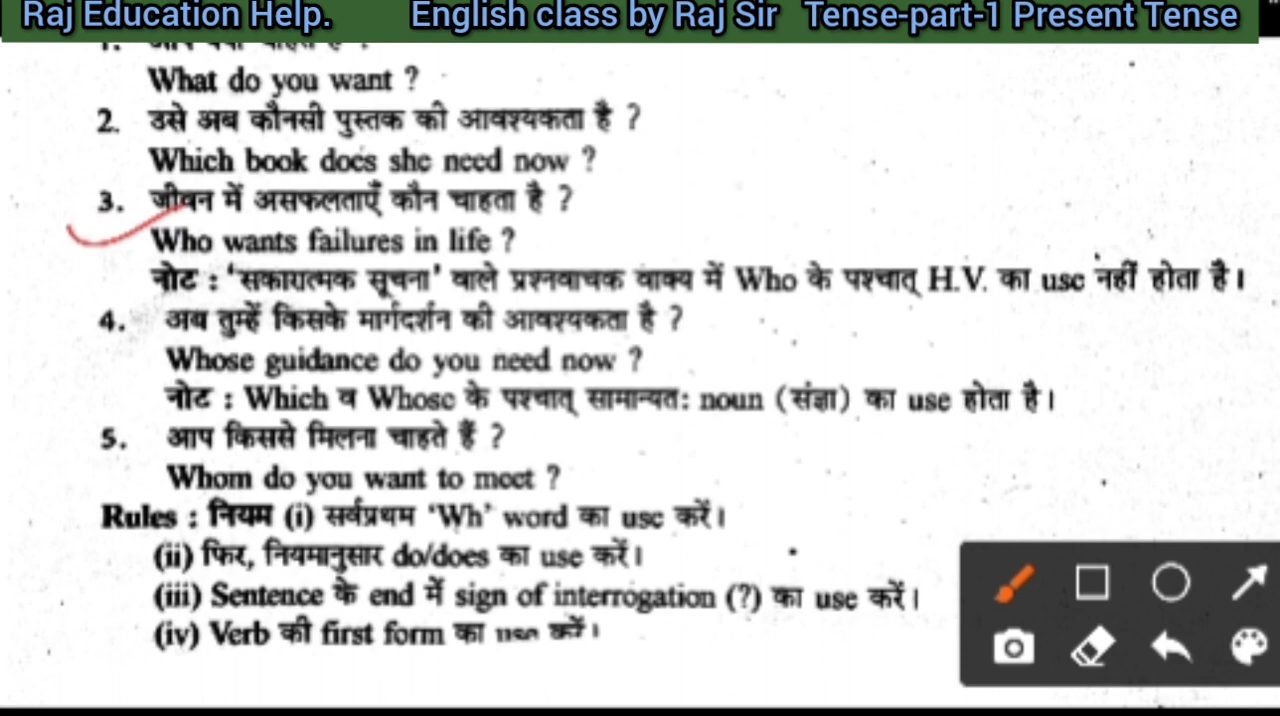 Raj Education Help. English class by Raj Sir Tense-part-1 Present Tense
What do you want ?
2. उसे अब कौनसी पुस्तक की आवश्यकता है ?
Which book does she need now ?
3. जीवन में असफलताएँ कौन चाहता है ?
Who wants failures in life ?
नोट : 'सकारात्मक सूचना' वाले प्रश्नवाचक वाक्य में Who के पश्चात् H.V. का use नहीं होता है।
4. अब तुम्हें किसके मार्गदर्शन की आवश्यकता है ?
Whose guidance do you need now ?
नोट : Which व Whose के पश्चात् सामान्यत: noun (संज्ञा) का use होता है।
5. आप किससे मिलना चाहते हैं ?
Whom do you want to meet ?
Rules : नियम (i) सर्वप्रथम 'Wh' word का use करें।
(ii) फिर, नियमानुसार do/does का use करें।
(iii) Sentence के end में sign of interrogation (?) का use करें।
(iv) Verb की first form का use करें।